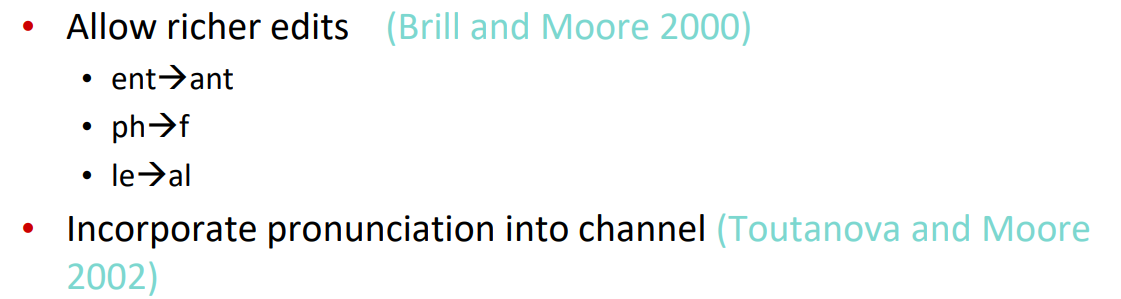 • Allow richer edits (Brill and Moore 2000)
• ent→ant
• ph→f
• le→al
• Incorporate pronunciation into channel (Toutanova and Moore
2002)